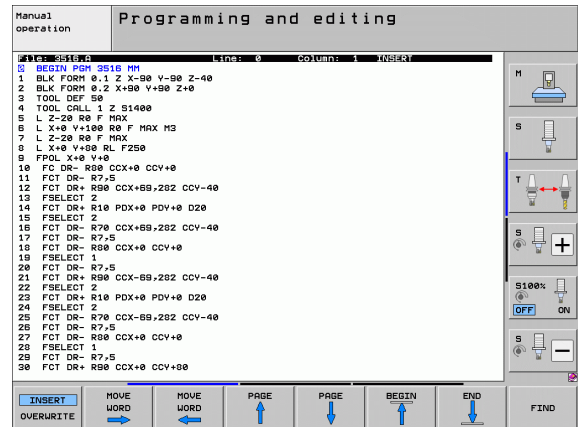 Manual operation
Programming and editing
File: 3516.A Line: 0 Column: 1 INSERT
0 BEGIN PGM 3516 MM
1 BLK FORM 0.1 Z X-90 Y-90 Z-40
2 BLK FORM 0.2 X+90 Y+90 Z+0
3 TOOL DEF 50
4 TOOL CALL 1 Z S1400
5 L Z-20 R0 F MAX
6 L X+0 Y+100 R0 F MAX M3
7 L Z-20 R0 F MAX
8 L X+0 Y+80 RL F250
9 FPOL X+0 Y+0
10 FC DR- R80 CCX+0 CCY+0
11 FCT DR- R7,5
12 FCT DR+ R90 CCX+69,282 CCY-40
13 FSELECT 2
14 FCT DR+ R10 PDX+0 PDY+0 D20
15 FSELECT 2
16 FCT DR- R70 CCX+69,282 CCY-40
17 FCT DR- R7,5
18 FCT DR- R80 CCX+0 CCY+0
19 FSELECT 1
20 FCT DR- R7,5
21 FCT DR+ R90 CCX-69,282 CCY-40
22 FSELECT 2
23 FCT DR+ R10 PDX+0 PDY+0 D20
24 FSELECT 2
25 FCT DR- R70 CCX-69,282 CCY-40
26 FCT DR- R7,5
27 FCT DR- R80 CCX+0 CCY+0
28 FSELECT 1
29 FCT DR- R7,5
30 FCT DR+ R90 CCX+0 CCY+80
M
S
T
S
S100%
OFF ON
S
INSERT
OVERWRITE
MOVE WORD
MOVE WORD
PAGE
PAGE
BEGIN
END
FIND